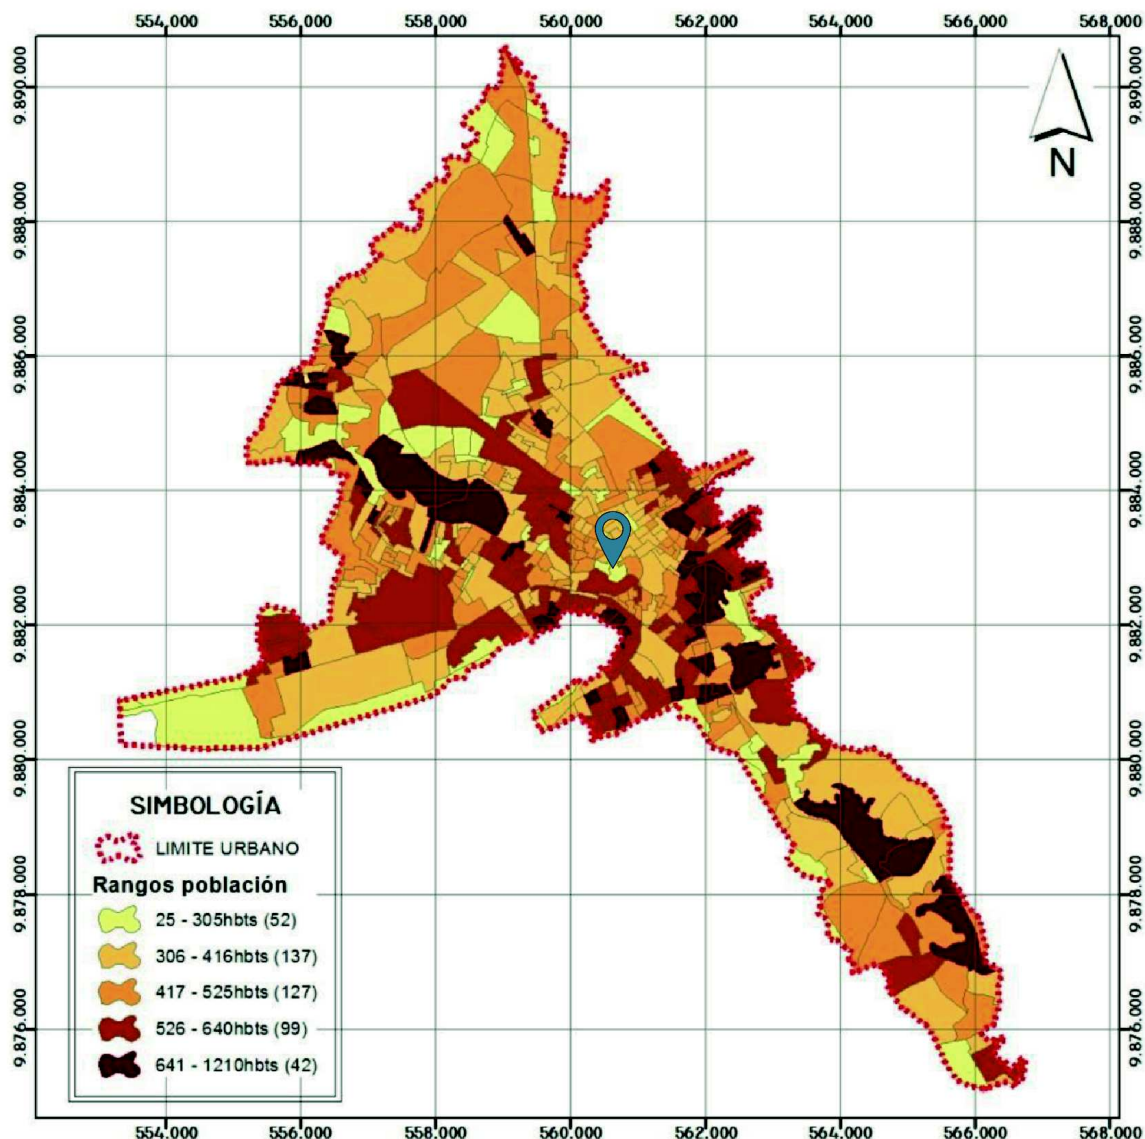 554.000 556.000 558.000 560.000 562.000 564.000 566.000 568.000
9.890.000 9.890.000
N
9.888.000 9.888.000
9.886.000 9.886.000
9.884.000 9.884.000
9.882.000 9.882.000
9.880.000 9.880.000
9.878.000 9.878.000
9.876.000 9.876.000
SIMBOLOGÍA
LIMITE URBANO
Rangos población
25 - 305hbts (52)
306 - 416hbts (137)
417 - 525hbts (127)
526 - 640hbts (99)
641 - 1210hbts (42)
554.000 556.000 558.000 560.000 562.000 564.000 566.000 568.000